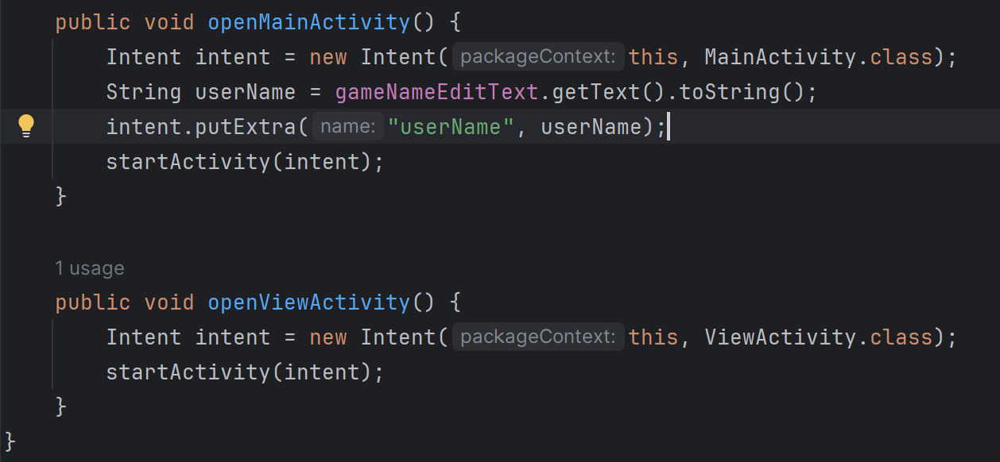 public void openMainActivity() {
Intent intent = new Intent( packageContext: this, MainActivity.class);
String userName = gameNameEditText.getText().toString();
intent.putExtra( name: "userName", userName);
startActivity(intent);
}
1 usage
public void openViewActivity() {
Intent intent = new Intent( packageContext: this, ViewActivity.class);
startActivity(intent);
}
}